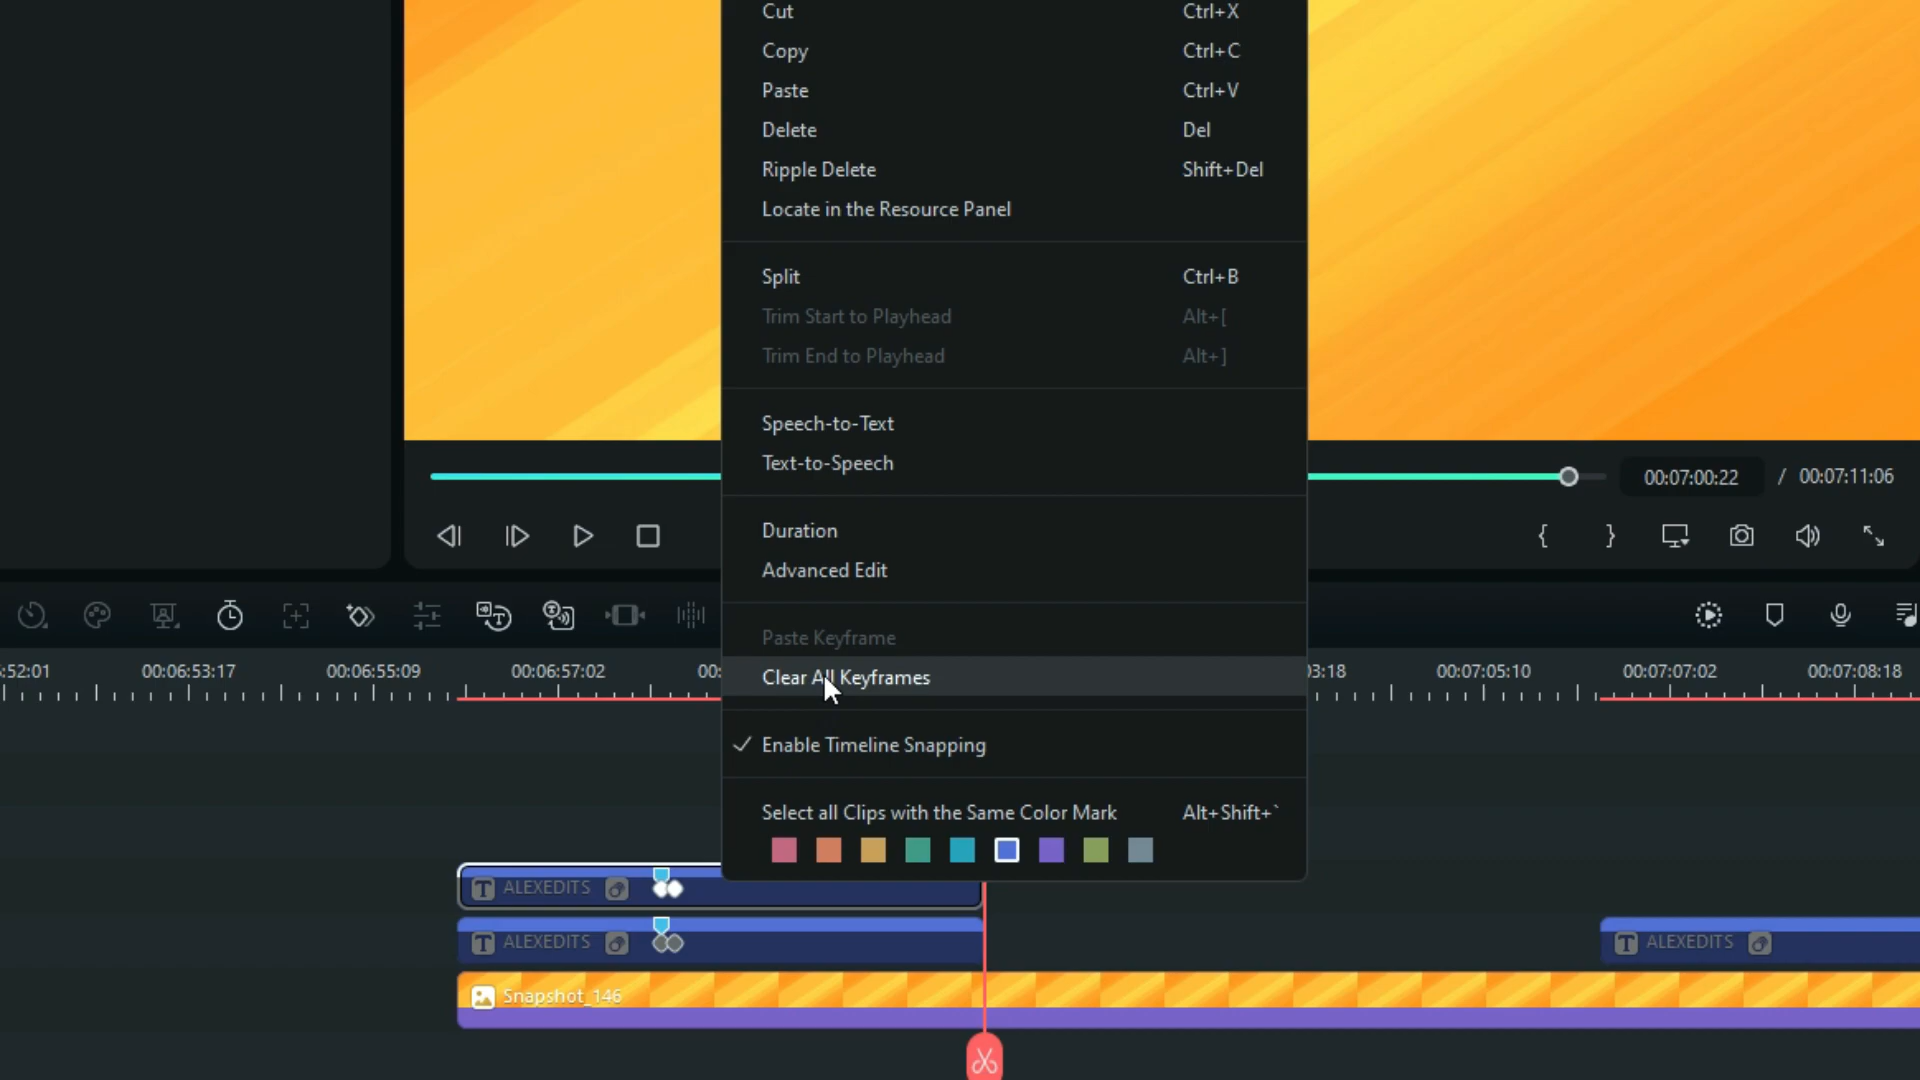 Cut Ctrl+X
Copy Ctrl+C
Paste Ctrl+V
Delete Del
Ripple Delete Shift+Del
Locate in the Resource Panel
Split Ctrl+B
Trim Start to Playhead Alt+[
Trim End to Playhead Alt+]
Speech-to-Text
Text-to-Speech
00:07:00:22 / 00:07:11:06
Duration
Advanced Edit
Paste Keyframe
:52:01 00:06:53:17 00:06:55:09 00:06:57:02 00: 03:18 00:07:05:10 00:07:07:02 00:07:08:18
Clear All Keyframes
Enable Timeline Snapping
Select all Clips with the Same Color Mark Alt+Shift+`
T ALEXEDITS
T ALEXEDITS T ALEXEDITS
Snapshot_146